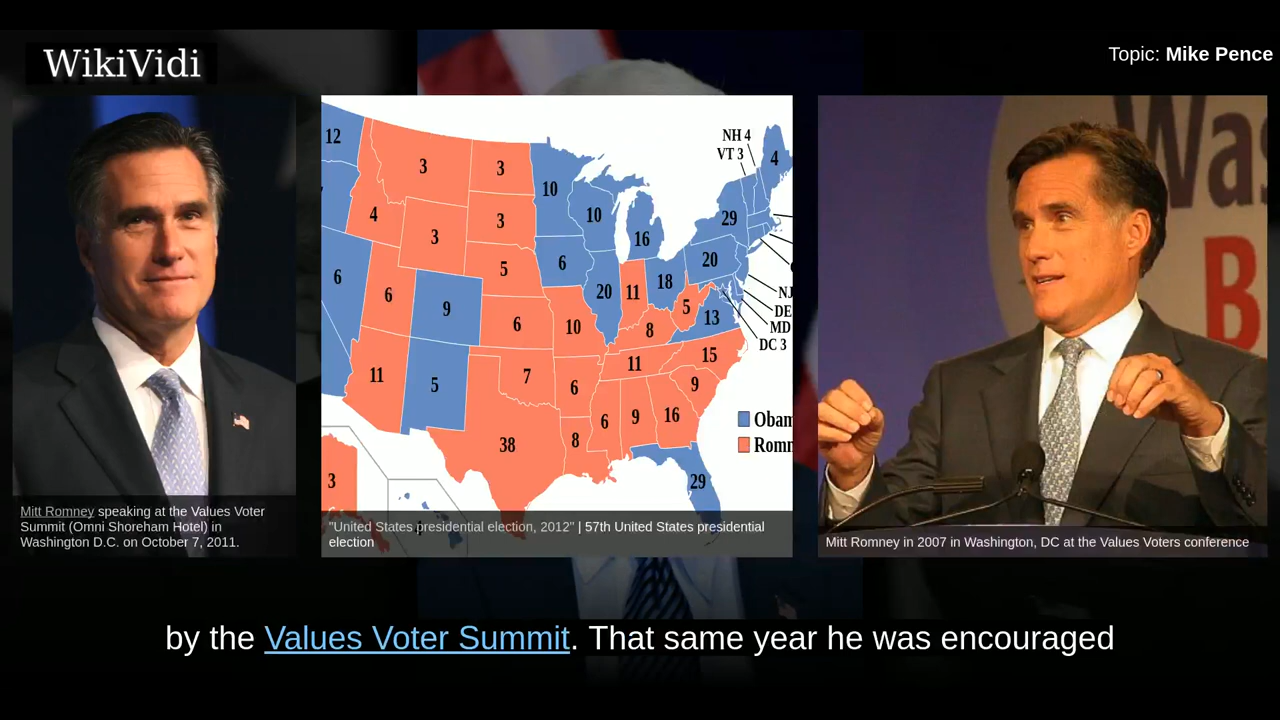 WikiVidi
Topic: Mike Pence
Was
B
12
3
3
NH 4
VT 3
4
10
4
10
3
3
29
16
6
5
6
20
6
9
20
11
18
NJ
DE
MD
DC 3
5
13
6
10
8
11
5
7
11
15
6
9
38
8
6
9
16
29
3
Obam
Romn
Mitt Romney speaking at the Values Voter
Summit (Omni Shoreham Hotel) in
Washington D.C. on October 7, 2011.
"United States presidential election, 2012" | 57th United States presidential
election
Mitt Romney in 2007 in Washington, DC at the Values Voters conference
by the Values Voter Summit. That same year he was encouraged